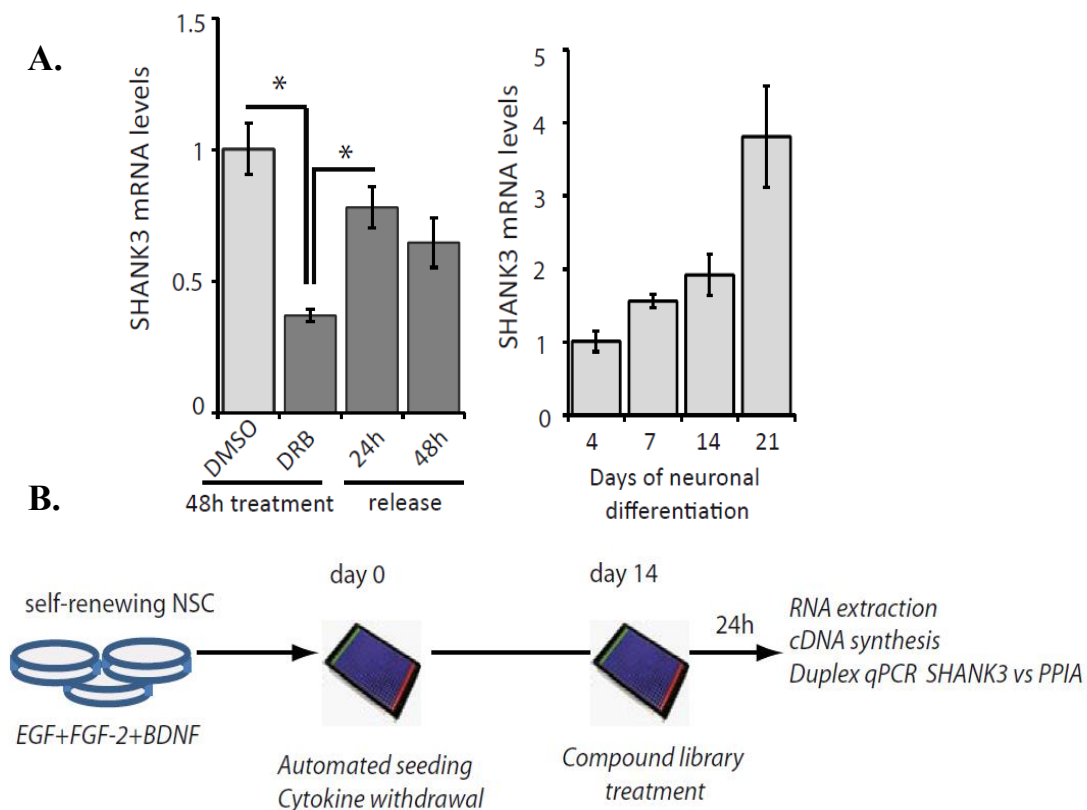 A.
SHANK3 mRNA levels
1.5
1
0.5
0
*
*
DMSO
DRB
24h
48h
48h treatment
release
SHANK3 mRNA levels
5
4
3
2
1
0
4 7 14 21
Days of neuronal
differentiation
B.
self-renewing NSC
EGF+FGF-2+BDNF
day 0
Automated seeding
Cytokine withdrawal
day 14
Compound library
treatment
24h
RNA extraction
cDNA synthesis
Duplex qPCR SHANK3 vs PPIA